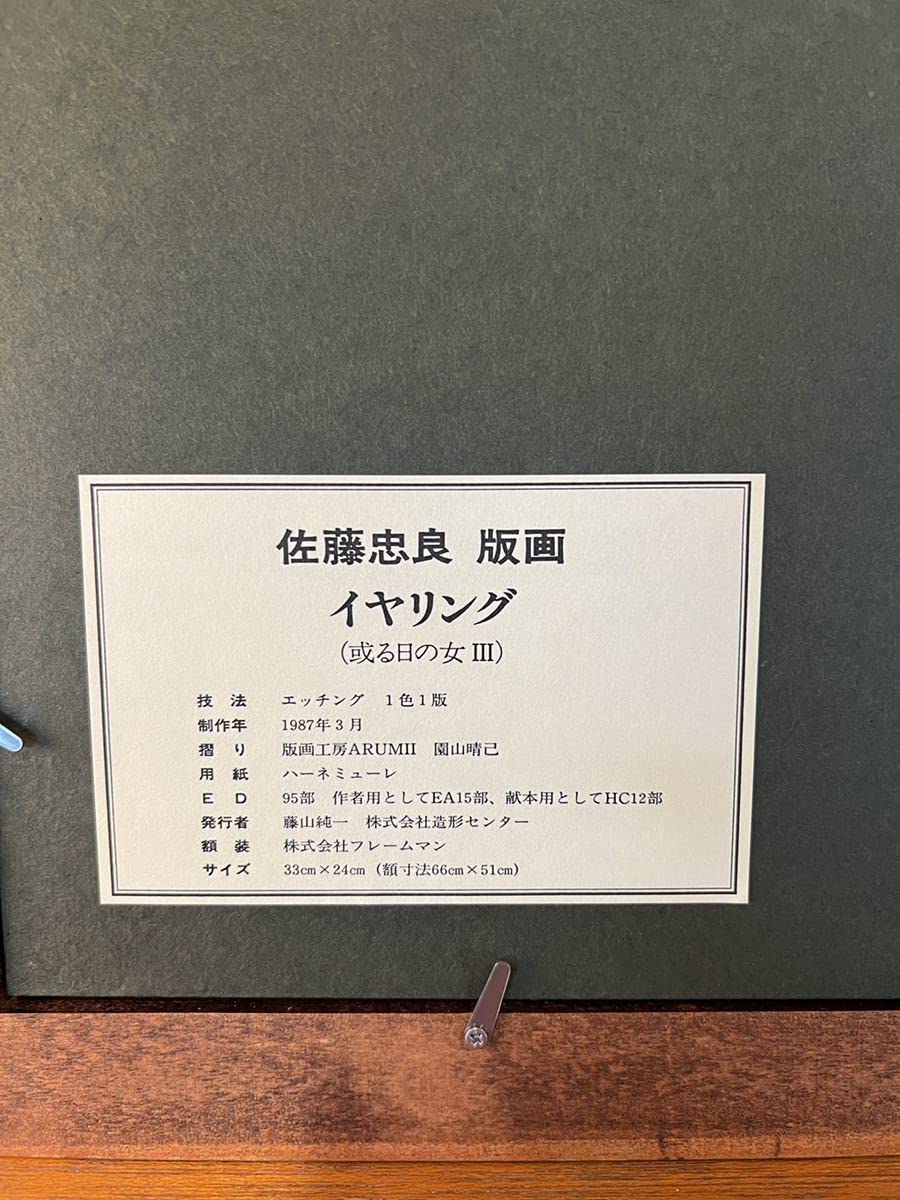 佐藤忠良 版画
イヤリング
(或る日の女 III)
技 法 エッチング 1色1版
制作年 1987年3月
摺 り 版画工房ARUMII 園山晴己
用 紙 ハーネミューレ
E D 95部 作者用としてEA15部、献本用としてHC12部
発行者 藤山純一 株式会社造形センター
額 装 株式会社フレームマン
サイズ 33cm×24cm (額寸法66cm×51cm)